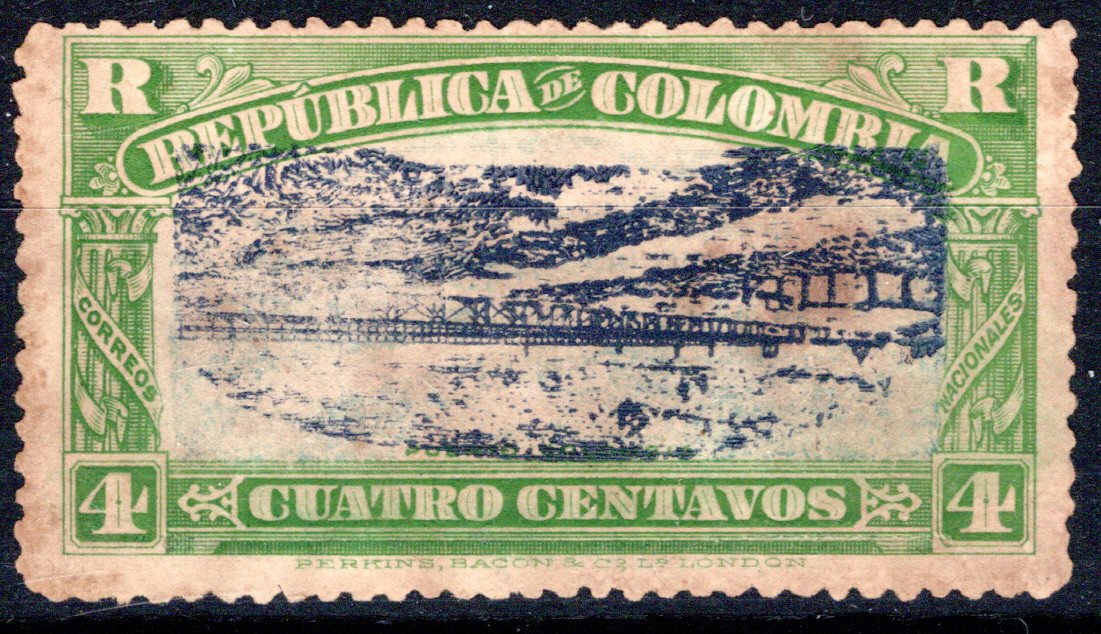 R R
REPÚBLICA DE COLOMBIA
CORREOS
NACIONALES
4 CUATRO CENTAVOS 4
PERKINS, BACON & Cº Lº LONDON